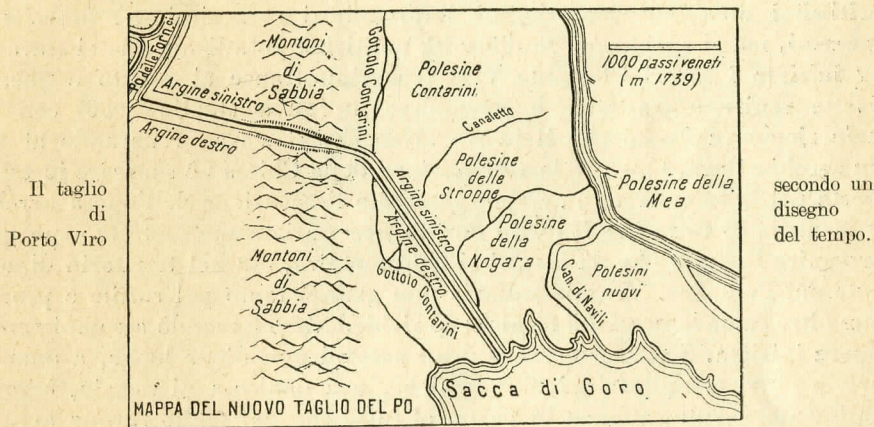 Po delle Forn.ci
Montoni
di
Sabbia
Argine sinistro
Argine destro
Gottolo Contarini
Polesine
Contarini
1000 passi veneti
(m 1739)
Canaletto
Polesine
della
Stroppe
Polesine
della
Nogara
Polesine della
Mea
Argine sinistro
Argine destro
Gottolo Contarini
Montoni
di
Sabbia
Can. di Navili
Polesini
nuovi
Sacca di Goro
MAPPA DEL NUOVO TAGLIO DEL PO
Il taglio
di
Porto Viro
secondo un
disegno
del tempo.